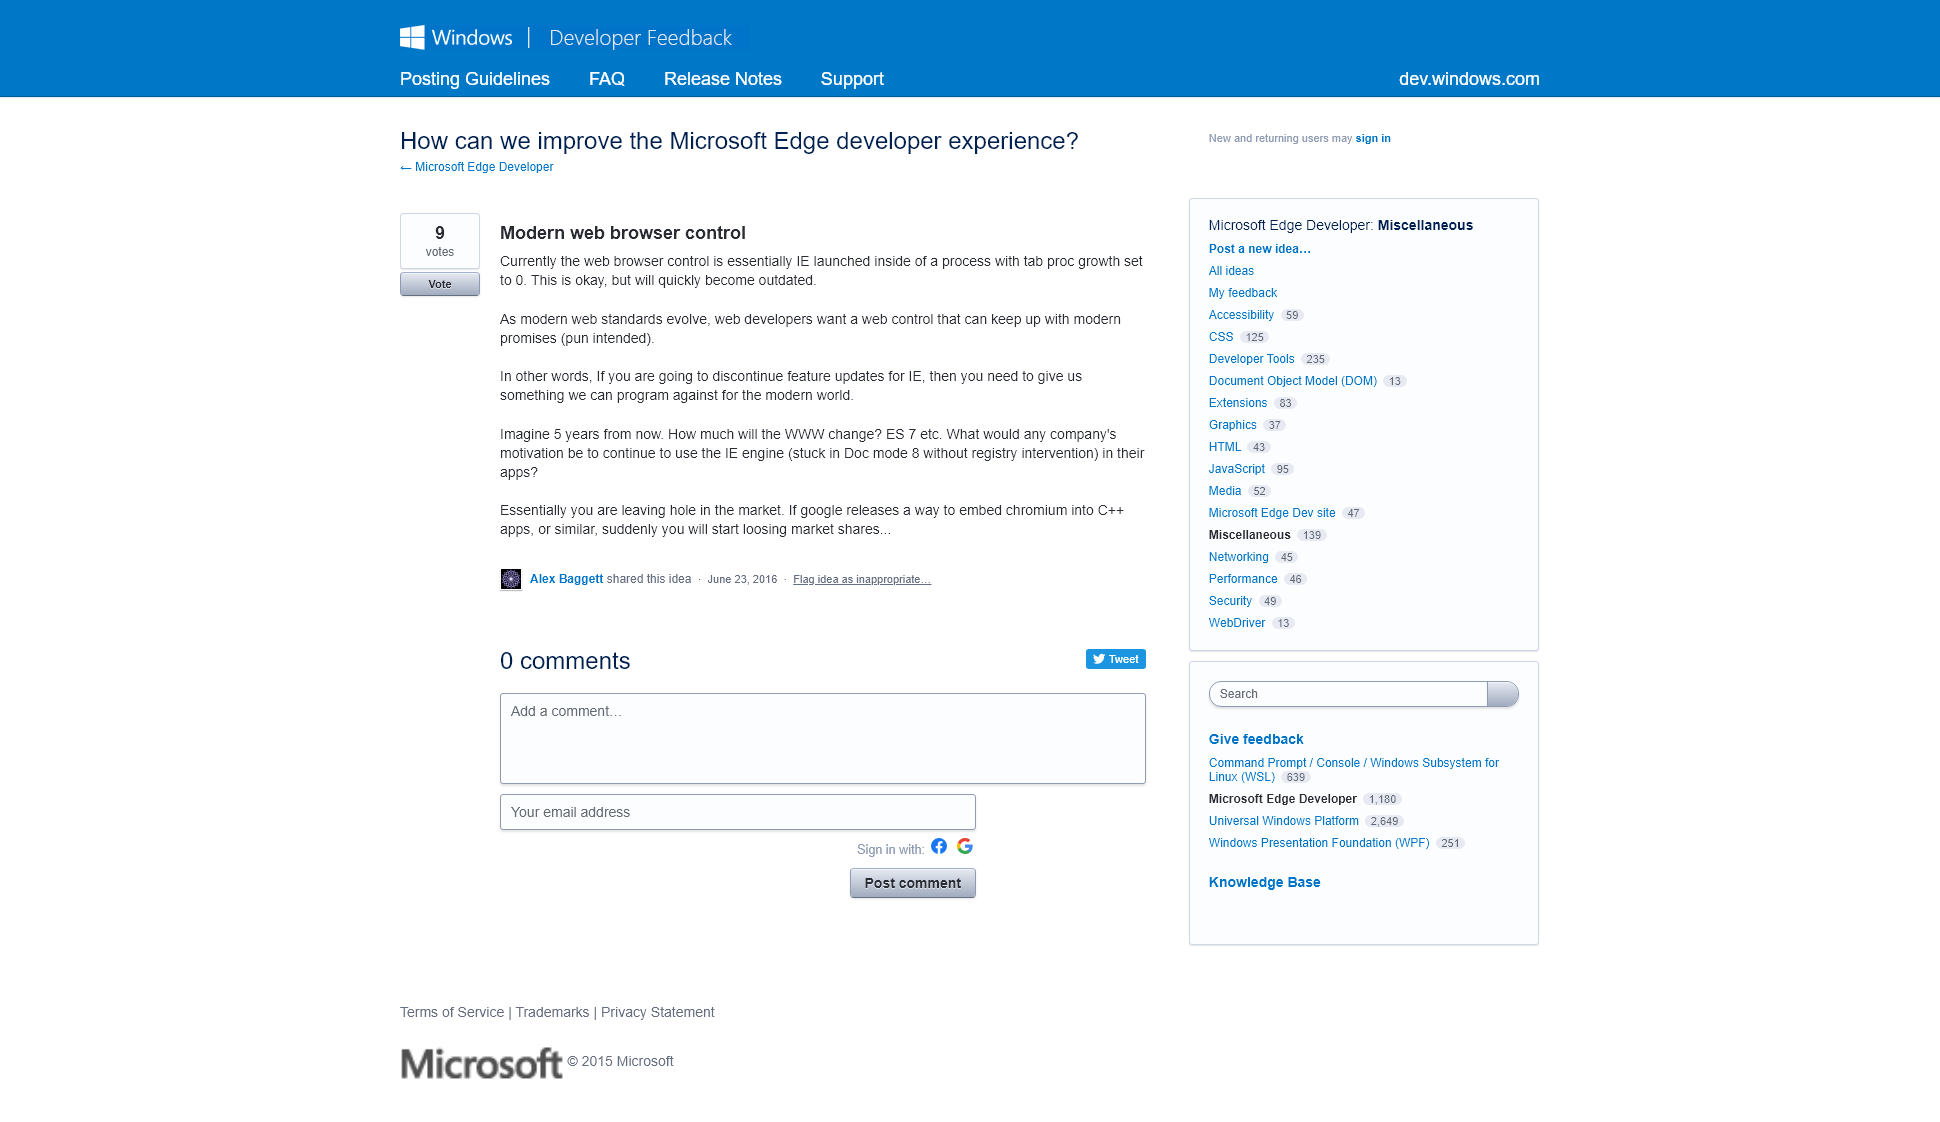 Windows | Developer Feedback
Posting Guidelines FAQ Release Notes Support dev.windows.com
How can we improve the Microsoft Edge developer experience?
← Microsoft Edge Developer
New and returning users may sign in
9
votes
Vote
Modern web browser control
Currently the web browser control is essentially IE launched inside of a process with tab proc growth set
to 0. This is okay, but will quickly become outdated.
As modern web standards evolve, web developers want a web control that can keep up with modern
promises (pun intended).
In other words, If you are going to discontinue feature updates for IE, then you need to give us
something we can program against for the modern world.
Imagine 5 years from now. How much will the WWW change? ES 7 etc. What would any company's
motivation be to continue to use the IE engine (stuck in Doc mode 8 without registry intervention) in their
apps?
Essentially you are leaving hole in the market. If google releases a way to embed chromium into C++
apps, or similar, suddenly you will start loosing market shares...
Alex Baggett shared this idea · June 23, 2016 · Flag idea as inappropriate…
0 comments
Tweet
Add a comment…
Your email address
Sign in with:
Post comment
Microsoft Edge Developer: Miscellaneous
Post a new idea…
All ideas
My feedback
Accessibility 59
CSS 125
Developer Tools 235
Document Object Model (DOM) 13
Extensions 83
Graphics 37
HTML 43
JavaScript 95
Media 52
Microsoft Edge Dev site 47
Miscellaneous 139
Networking 45
Performance 46
Security 49
WebDriver 13
Search
Give feedback
Command Prompt / Console / Windows Subsystem for
Linux (WSL) 639
Microsoft Edge Developer 1,180
Universal Windows Platform 2,649
Windows Presentation Foundation (WPF) 251
Knowledge Base
Terms of Service | Trademarks | Privacy Statement
Microsoft © 2015 Microsoft